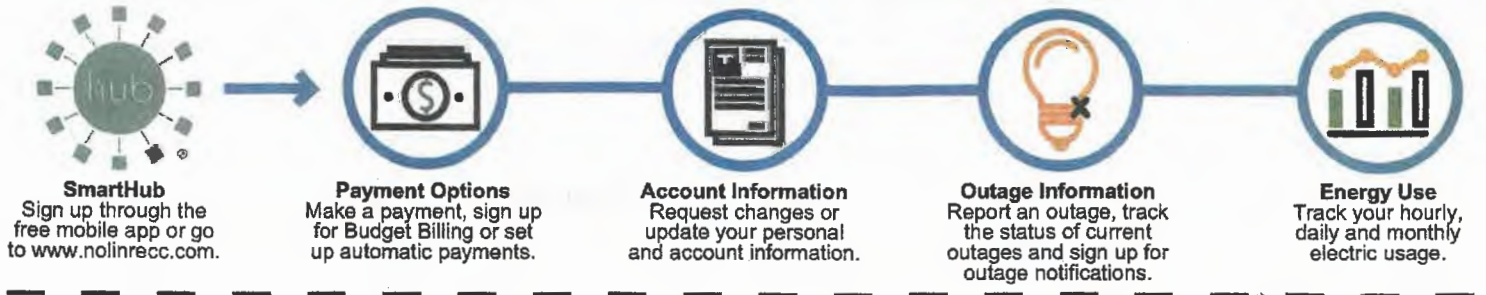 hub
®
$
SmartHub
Sign up through the
free mobile app or go
to www.nolinrecc.com.
Payment Options
Make a payment, sign up
for Budget Billing or set
up automatic payments.
Account Information
Request changes or
update your personal
and account information.
Outage Information
Report an outage, track
the status of current
outages and sign up for
outage notifications.
Energy Use
Track your hourly,
daily and monthly
electric usage.